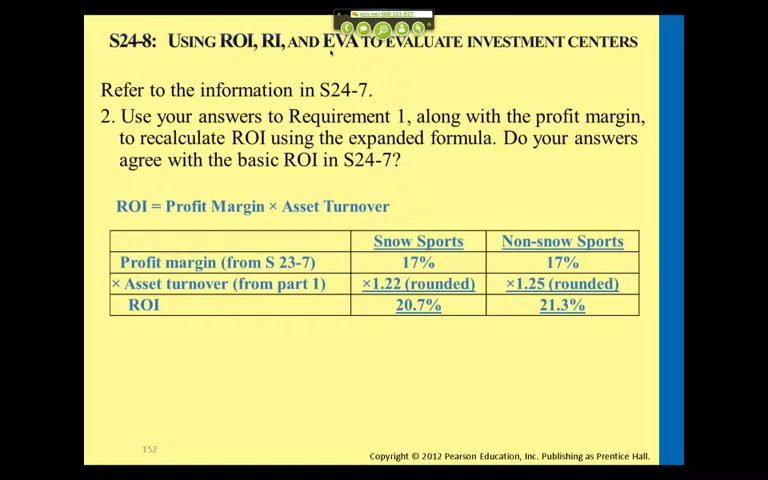 S24-8: USING ROI, RI, AND EVA TO EVALUATE INVESTMENT CENTERS
Refer to the information in S24-7.
2. Use your answers to Requirement 1, along with the profit margin,
to recalculate ROI using the expanded formula. Do your answers
agree with the basic ROI in S24-7?
ROI = Profit Margin × Asset Turnover
Snow Sports Non-snow Sports
Profit margin (from S 23-7) 17% 17%
× Asset turnover (from part 1) ×1.22 (rounded) ×1.25 (rounded)
ROI 20.7% 21.3%
152
Copyright © 2012 Pearson Education, Inc. Publishing as Prentice Hall.